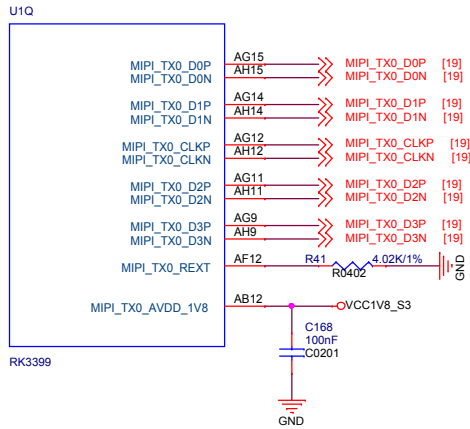 U1Q
MIPI_TX0_D0P AG15 MIPI_TX0_D0P [19]
MIPI_TX0_D0N AH15 MIPI_TX0_D0N [19]
MIPI_TX0_D1P AG14 MIPI_TX0_D1P [19]
MIPI_TX0_D1N AH14 MIPI_TX0_D1N [19]
MIPI_TX0_CLKP AG12 MIPI_TX0_CLKP [19]
MIPI_TX0_CLKN AH12 MIPI_TX0_CLKN [19]
MIPI_TX0_D2P AG11 MIPI_TX0_D2P [19]
MIPI_TX0_D2N AH11 MIPI_TX0_D2N [19]
MIPI_TX0_D3P AG9 MIPI_TX0_D3P [19]
MIPI_TX0_D3N AH9 MIPI_TX0_D3N [19]
MIPI_TX0_REXT AF12 R41 4.02K/1%
R0402
GND
MIPI_TX0_AVDD_1V8 AB12 VCC1V8_S3
C168
100nF
C0201
RK3399
GND